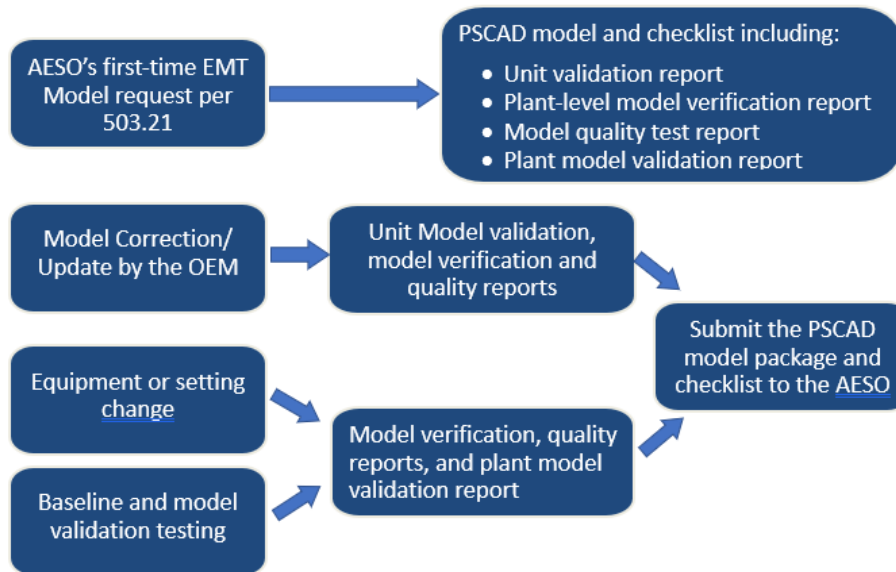 AESO's first-time EMT
Model request per
503.21
PSCAD model and checklist including:
• Unit validation report
• Plant-level model verification report
• Model quality test report
• Plant model validation report
Model Correction/
Update by the OEM
Unit Model validation,
model verification and
quality reports
Equipment or setting
change
Baseline and model
validation testing
Model verification, quality
reports, and plant model
validation report
Submit the PSCAD
model package and
checklist to the AESO